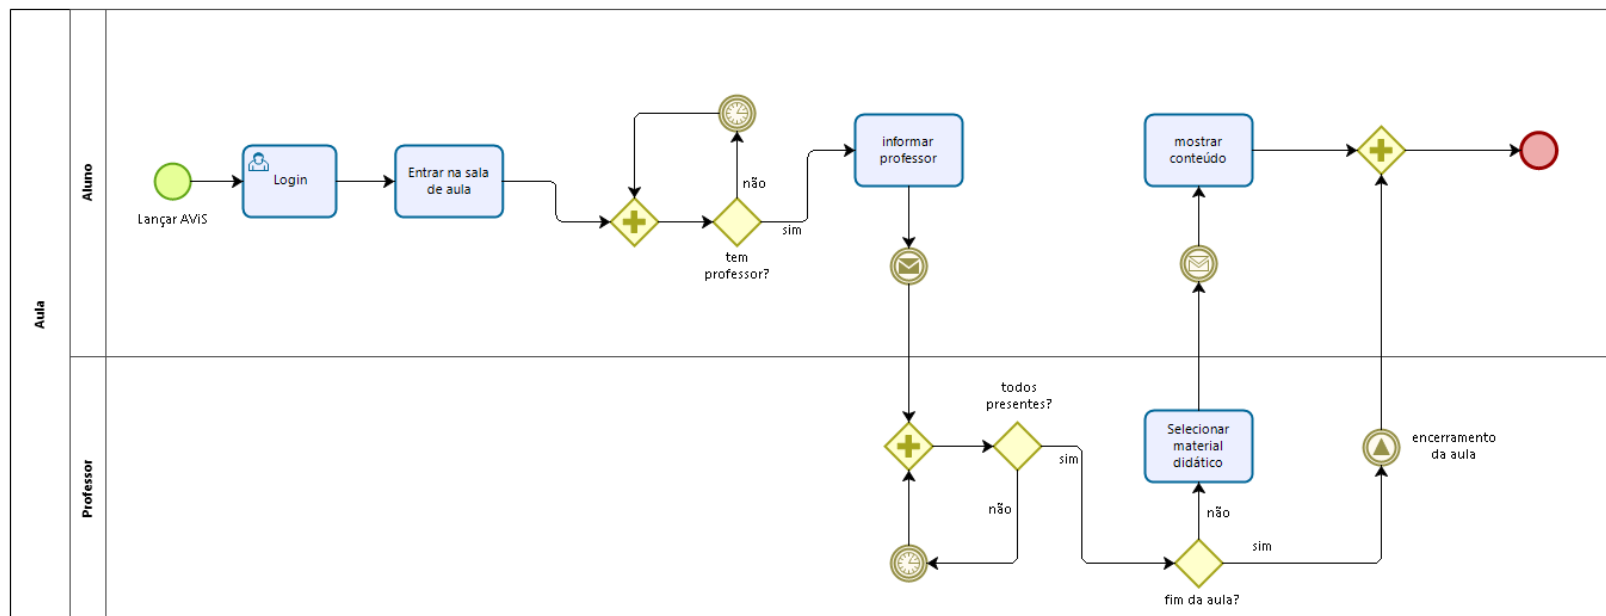 Aula
Aluno
Lançar AViS
Login
Entrar na sala
de aula
não
sim
tem
professor?
informar
professor
mostrar
conteúdo
Professor
todos
presentes?
sim
não
Selecionar
material
didático
não
fim da aula?
sim
encerramento
da aula